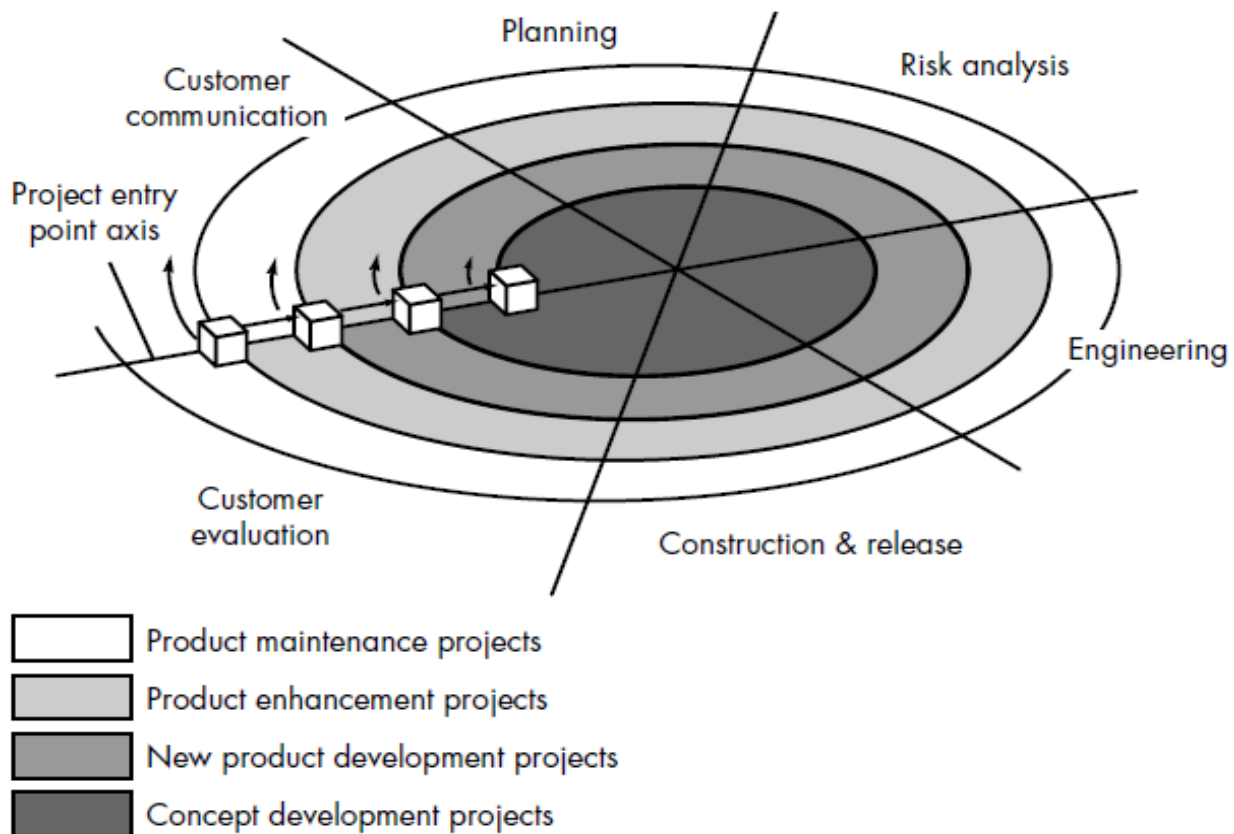 Planning
Risk analysis
Customer
communication
Project entry
point axis
Engineering
Customer
evaluation
Construction & release
Product maintenance projects
Product enhancement projects
New product development projects
Concept development projects